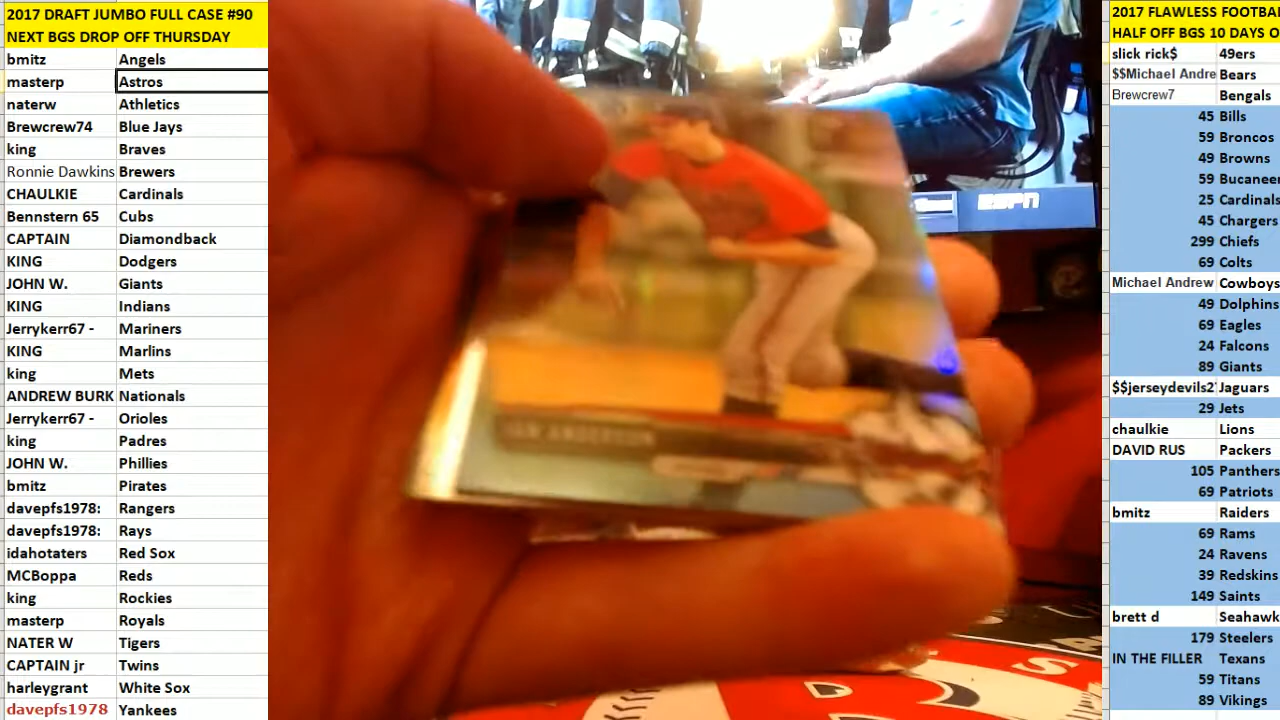 2017 DRAFT JUMBO FULL CASE #90
NEXT BGS DROP OFF THURSDAY
bmitz Angels
masterp Astros
naterw Athletics
Brewcrew74 Blue Jays
king Braves
Ronnie Dawkins Brewers
CHAULKIE Cardinals
Bennstern 65 Cubs
CAPTAIN Diamondback
KING Dodgers
JOHN W. Giants
KING Indians
Jerrykerr67 - Mariners
KING Marlins
king Mets
ANDREW BURK Nationals
Jerrykerr67 - Orioles
king Padres
JOHN W. Phillies
bmitz Pirates
davepfs1978: Rangers
davepfs1978: Rays
idahotaters Red Sox
MCBoppa Reds
king Rockies
masterp Royals
NATER W Tigers
CAPTAIN jr Twins
harleygrant White Sox
davepfs1978 Yankees
ESPN
IAN ANDERSON
2017 FLAWLESS FOOTBA
HALF OFF BGS 10 DAYS O
slick rick$ 49ers
$$Michael Andre Bears
Brewcrew7 Bengals
45 Bills
59 Broncos
49 Browns
59 Bucaneer
25 Cardinals
45 Chargers
299 Chiefs
69 Colts
Michael Andrew Cowboys
49 Dolphins
69 Eagles
24 Falcons
89 Giants
$$jerseydevils2 Jaguars
29 Jets
chaulkie Lions
DAVID RUS Packers
105 Panthers
69 Patriots
bmitz Raiders
69 Rams
24 Ravens
39 Redskins
149 Saints
brett d Seahawk
179 Steelers
IN THE FILLER Texans
59 Titans
89 Vikings